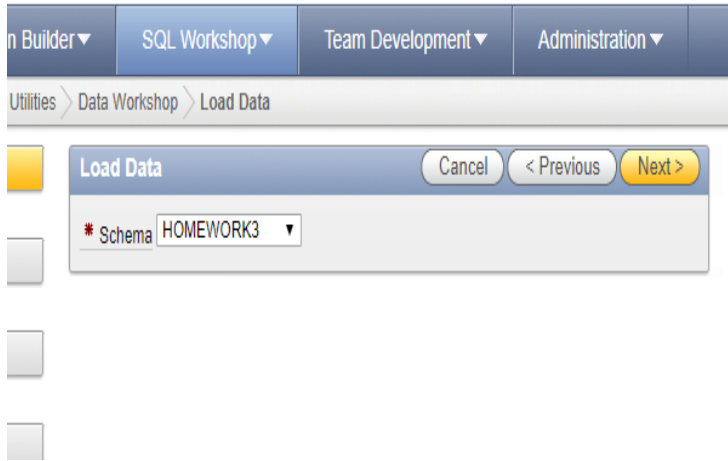 n Builder▼ SQL Workshop▼ Team Development▼ Administration▼
Utilities Data Workshop Load Data
Load Data Cancel < Previous Next >
* Schema HOMEWORK3 ▼